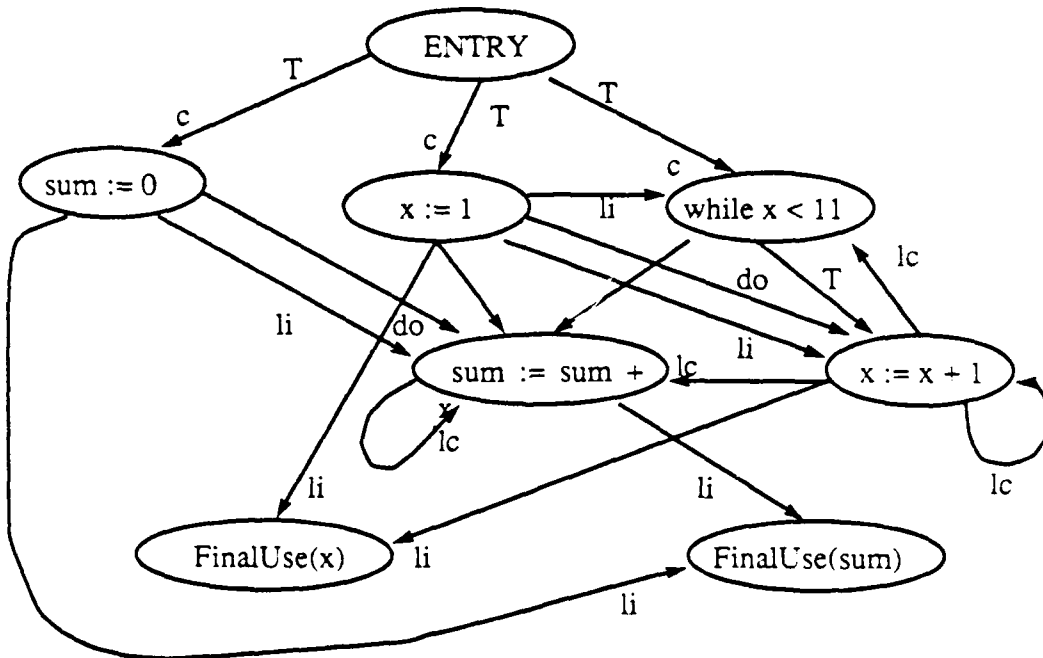 ENTRY
T
T
T
c
c
c
sum := 0
x := 1
li
while x < 11
lc
do
T
li
do
li
sum := sum +
x
lc
x := x + 1
lc
lc
li
li
FinalUse(x)
li
FinalUse(sum)
li